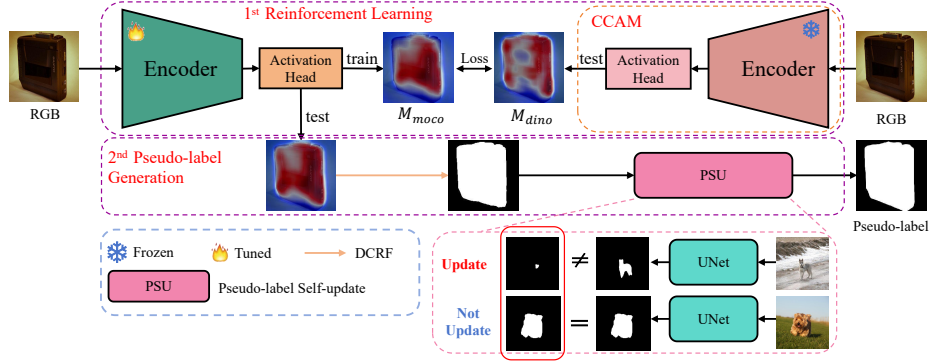 1st Reinforcement Learning
CCAM
Encoder
Activation
Head
train
M_moco
Loss
M_dino
test
Activation
Head
Encoder
RGB
test
RGB
2nd Pseudo-label
Generation
PSU
Pseudo-label
Frozen
Tuned
DCRF
PSU
Pseudo-label Self-update
Update
≠
UNet
Not
Update
=
UNet